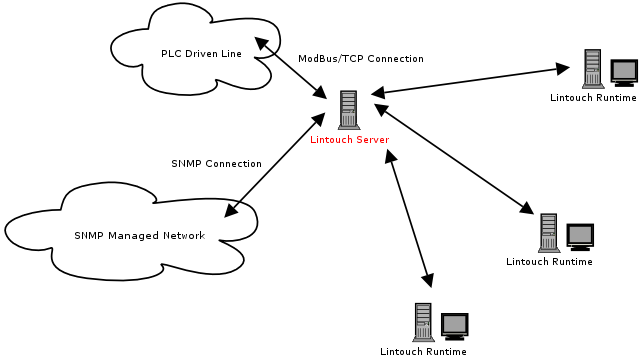 PLC Driven Line
ModBus/TCP Connection
Lintouch Runtime
Lintouch Server
SNMP Connection
SNMP Managed Network
Lintouch Runtime
Lintouch Runtime